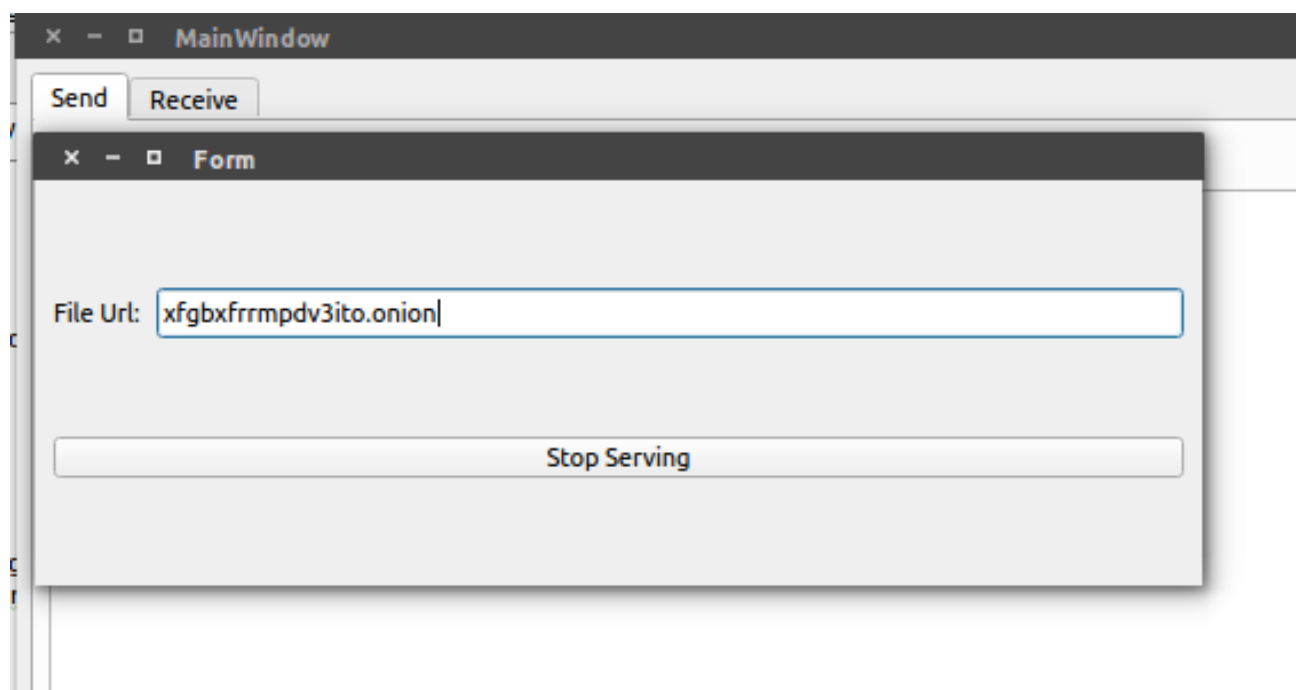 MainWindow
Send Receive
Form
File Url: xfgbxfrrmpdv3ito.onion
Stop Serving